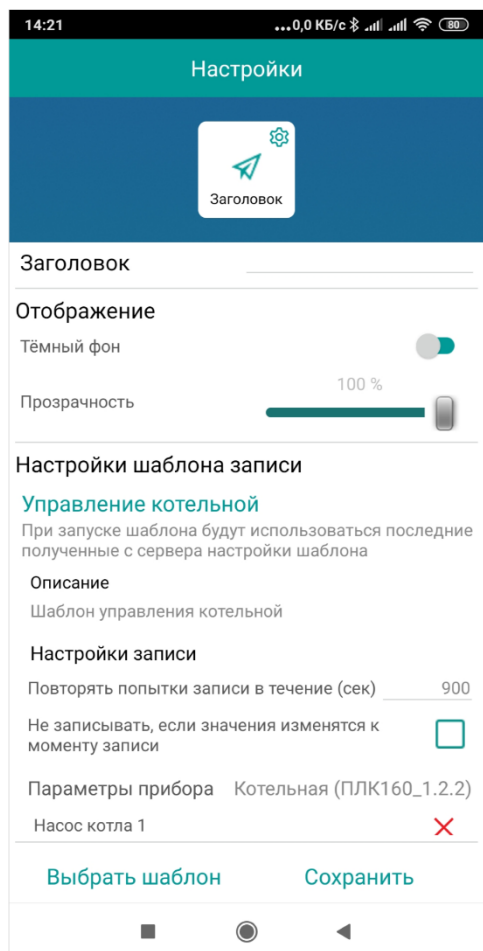 14:21 ...0,0 КБ/с 80
Настройки
Заголовок
Заголовок
Отображение
Тёмный фон
100 %
Прозрачность
Настройки шаблона записи
Управление котельной
При запуске шаблона будут использоваться последние
полученные с сервера настройки шаблона
Описание
Шаблон управления котельной
Настройки записи
Повторять попытки записи в течение (сек) 900
Не записывать, если значения изменятся к
моменту записи
Параметры прибора Котельная (ПЛК160_1.2.2)
Насос котла 1
Выбрать шаблон Сохранить